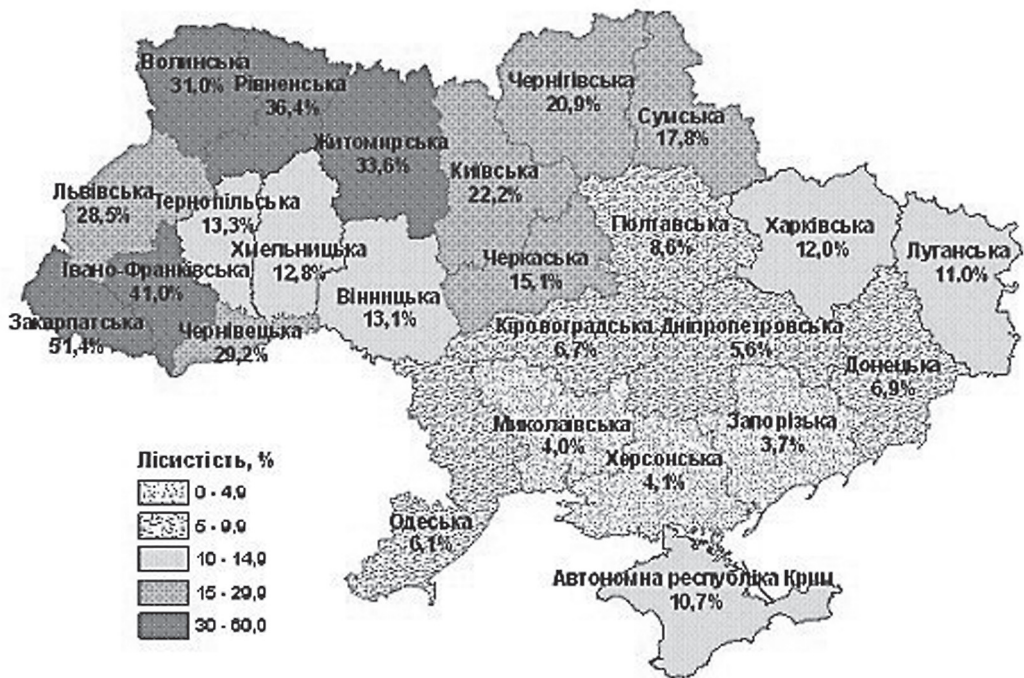 Волинська
31,0%
Рівненська
36,4%
Житомирська
33,6%
Чернігівська
20,9%
Сумська
17,8%
Київська
22,2%
Львівська
28,5%
Тернопільська
13,3%
Хмельницька
12,8%
Вінницька
13,1%
Черкаська
15,1%
Полтавська
8,6%
Харківська
12,0%
Луганська
11,0%
Івано-Франківська
41,0%
Закарпатська
51,4%
Чернівецька
29,2%
Кіровоградська
6,7%
Дніпропетровська
5,6%
Донецька
6,9%
Миколаївська
4,0%
Запорізька
3,7%
Херсонська
4,1%
Одеська
6,1%
Автономна республіка Крим
10,7%
Лісистість, %
0 - 4,9
5 - 9,9
10 - 14,9
15 - 29,9
30 - 60,0